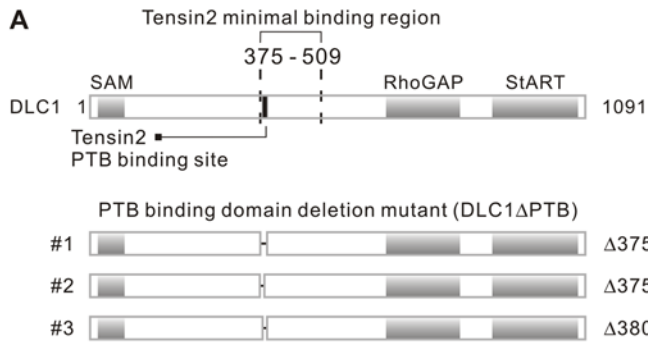 A
Tensin2 minimal binding region
375 - 509
SAM RhoGAP StART
DLC1 1 1091
Tensin2
PTB binding site
PTB binding domain deletion mutant (DLC1ΔPTB)
#1 Δ375
#2 Δ375
#3 Δ380